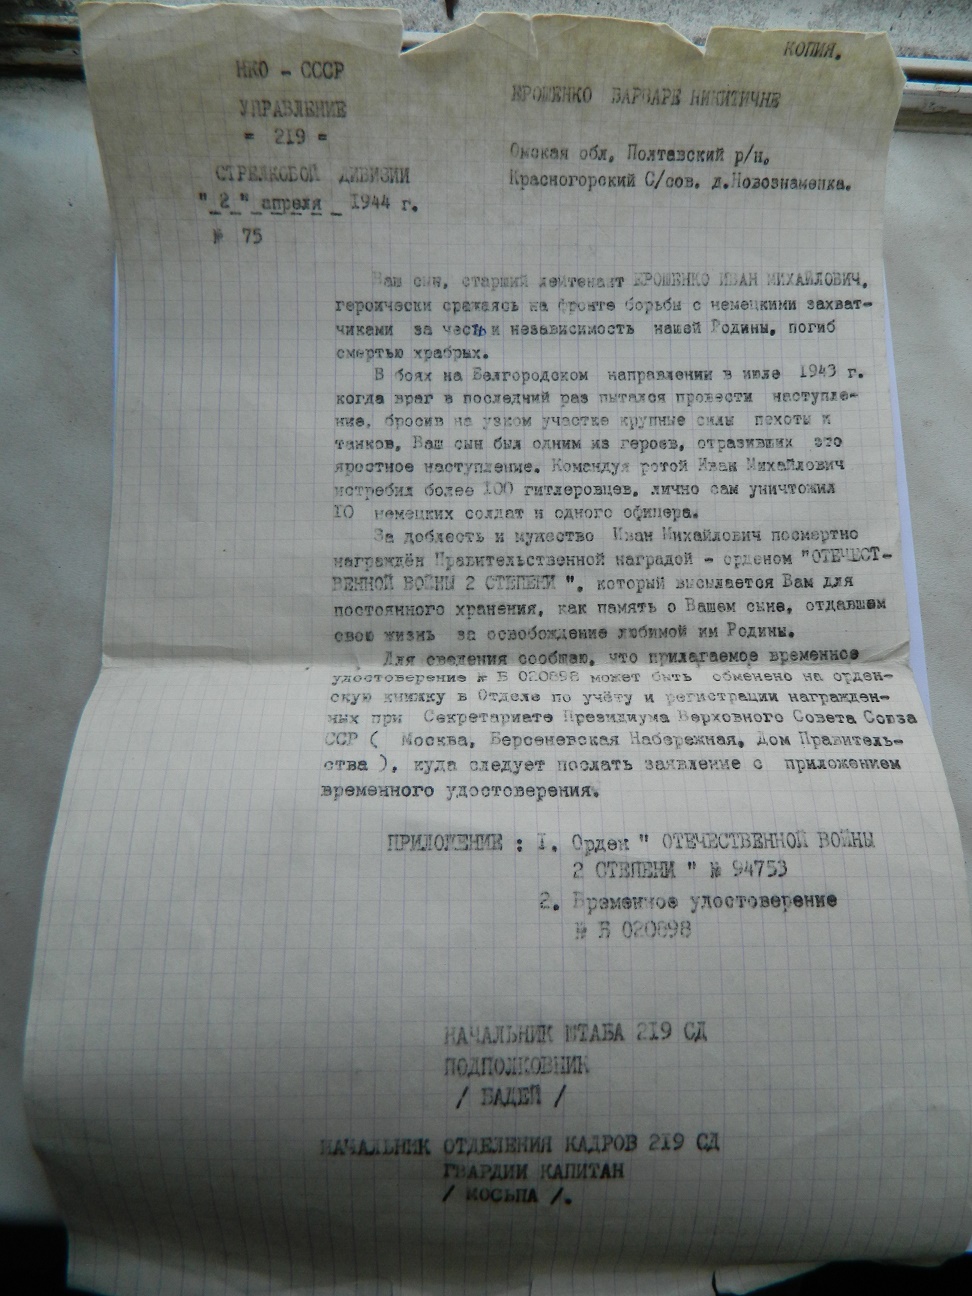 КОПИЯ.
НКО - СССР
УПРАВЛЕНИЕ
= 219 =
СТРЕЛКОВОЙ ДИВИЗИИ
" 2 " апреля 1944 г.
№ 75
ЕРОШЕНКО ВАРВАРЕ НИКИТИЧНЕ
Омская обл. Полтавский р/н.
Красногорский С/сов. д.Новознаменка.
Ваш сын, старший лейтенант ЕРОШЕНКО ИВАН МИХАЙЛОВИЧ,
героически сражаясь на фронте борьбы с немецкими захват-
чиками за честь и независимость нашей Родины, погиб
смертью храбрых.
В боях на Белгородском направлении в июле 1943 г.
когда враг в последний раз пытался провести наступле-
ние, бросив на узком участке крупные силы пехоты и
танков, Ваш сын был одним из героев, отразивших это
яростное наступление. Командуя ротой Иван Михайлович
истребил более 100 гитлеровцев, лично сам уничтожил
10 немецких солдат и одного офицера.
За доблесть и мужество Иван Михайлович посмертно
награждён Правительственной наградой - орденом "ОТЕЧЕСТ-
ВЕННОЙ ВОЙНЫ 2 СТЕПЕНИ ", который высылается Вам для
постоянного хранения, как память о Вашем сыне, отдавшем
свою жизнь за освобождение любимой им Родины.
Для сведения сообщаю, что прилагаемое временное
удостоверение № Б 020898 может быть обменено на орден-
скую книжку в Отделе по учёту и регистрации награжден-
ных при Секретариате Президиума Верховного Совета Союза
ССР ( Москва, Берсеневская Набережная, Дом Правитель-
ства ), куда следует послать заявление с приложением
временного удостоверения.
ПРИЛОЖЕНИЕ : 1. Орден " ОТЕЧЕСТВЕННОЙ ВОЙНЫ
2 СТЕПЕНИ " № 94753
2. Временное удостоверение
№ Б 020898
НАЧАЛЬНИК ШТАБА 219 СД
ПОДПОЛКОВНИК
/ БАДЕЙ /
НАЧАЛЬНИК ОТДЕЛЕНИЯ КАДРОВ 219 СД
ГВАРДИИ КАПИТАН
/ КОСЬПА /.